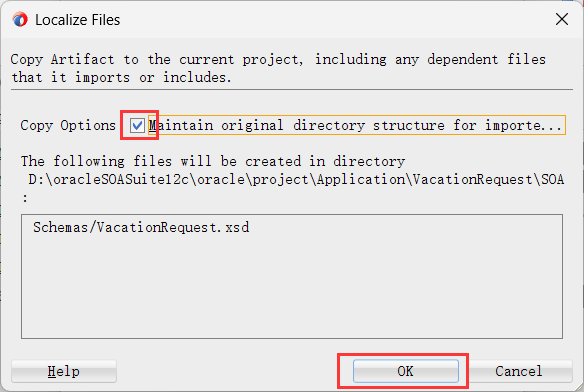 Localize Files
Copy Artifact to the current project, including any dependent files
that it imports or includes.
Copy Options Maintain original directory structure for importe...
The following files will be created in directory
D:\oracleSOASuite12c\oracle\project\Application\VacationRequest\SOA
:
Schemas/VacationRequest.xsd
Help OK Cancel